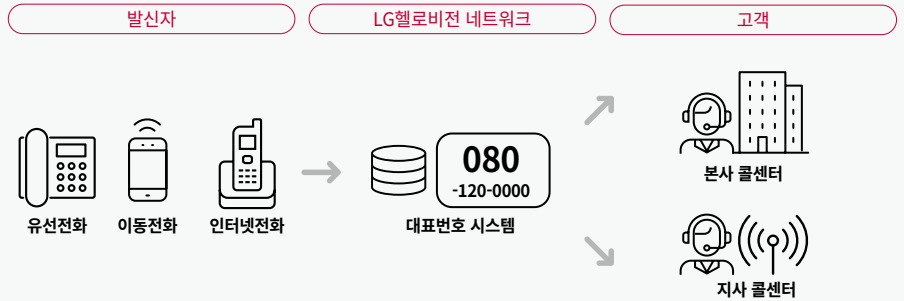 발신자
LG헬로비전 네트워크
고객
유선전화
이동전화
인터넷전화
080
-120-0000
대표번호 시스템
본사 콜센터
지사 콜센터